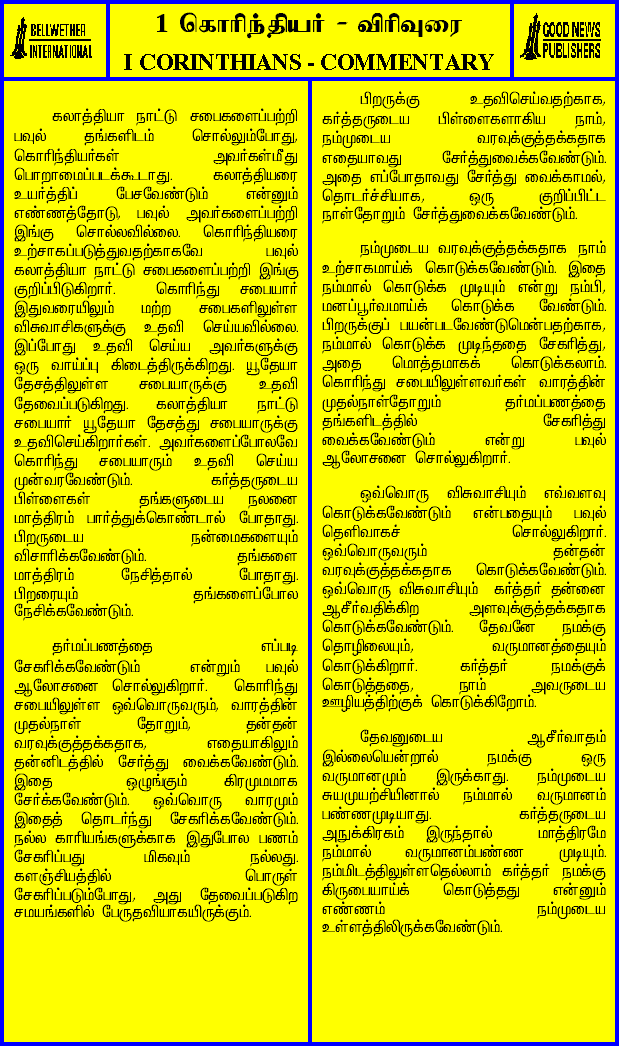 BELLWETHER
INTERNATIONAL
1 கொரிந்தியர் - விரிவுரை
I CORINTHIANS - COMMENTARY
GOOD NEWS
PUBLISHERS
கலாத்தியா நாட்டு சபைகளைப்பற்றி
பவுல் தங்களிடம் சொல்லும்போது,
கொரிந்தியர்கள் அவர்கள்மீது
பொறாமைப்படக்கூடாது. கலாத்தியரை
உயர்த்திப் பேசவேண்டும் என்னும்
எண்ணத்தோடு, பவுல் அவர்களைப்பற்றி
இங்கு சொல்லவில்லை. கொரிந்தியரை
உற்சாகப்படுத்துவதற்காகவே பவுல்
கலாத்தியா நாட்டு சபைகளைப்பற்றி இங்கு
குறிப்பிடுகிறார். கொரிந்து சபையார்
இதுவரையிலும் மற்ற சபைகளிலுள்ள
விசுவாசிகளுக்கு உதவி செய்யவில்லை.
இப்போது உதவி செய்ய அவர்களுக்கு
ஒரு வாய்ப்பு கிடைத்திருக்கிறது. யூதேயா
தேசத்திலுள்ள சபையாருக்கு உதவி
தேவைப்படுகிறது. கலாத்தியா நாட்டு
சபையார் யூதேயா தேசத்து சபையாருக்கு
உதவிசெய்கிறார்கள். அவர்களைப்போலவே
கொரிந்து சபையாரும் உதவி செய்ய
முன்வரவேண்டும். கர்த்தருடைய
பிள்ளைகள் தங்களுடைய நலனை
மாத்திரம் பார்த்துக்கொண்டால் போதாது.
பிறருடைய நன்மைகளையும்
விசாரிக்கவேண்டும். தங்களை
மாத்திரம் நேசித்தால் போதாது.
பிறரையும் தங்களைப்போல
நேசிக்கவேண்டும்.
தர்மப்பணத்தை எப்படி
சேகரிக்கவேண்டும் என்றும் பவுல்
ஆலோசனை சொல்லுகிறார். கொரிந்து
சபையிலுள்ள ஒவ்வொருவரும், வாரத்தின்
முதல்நாள் தோறும், தன்தன்
வரவுக்குத்தக்கதாக, எதையாகிலும்
தன்னிடத்தில் சேர்த்து வைக்கவேண்டும்.
இதை ஒழுங்கும் கிரமுமமாக
சேர்க்கவேண்டும். ஒவ்வொரு வாரமும்
இதைத் தொடர்ந்து சேகரிக்கவேண்டும்.
நல்ல காரியங்களுக்காக இதுபோல பணம்
சேகரிப்பது மிகவும் நல்லது.
களஞ்சியத்தில் பொருள்
சேகரிப்படும்போது, அது தேவைப்படுகிற
சமயங்களில் பேருதவியாகயிருக்கும்.
பிறருக்கு உதவிசெய்வதற்காக,
கர்த்தருடைய பிள்ளைகளாகிய நாம்,
நம்முடைய வரவுக்குத்தக்கதாக
எதையாவது சேர்த்துவைக்கவேண்டும்.
அதை எப்போதாவது சேர்த்து வைக்காமல்,
தொடர்ச்சியாக, ஒரு குறிப்பிட்ட
நாள்தோறும் சேர்த்துவைக்கவேண்டும்.
நம்முடைய வரவுக்குத்தக்கதாக நாம்
உற்சாகமாய்க் கொடுக்கவேண்டும். இதை
நம்மால் கொடுக்க முடியும் என்று நம்பி,
மனப்பூர்வமாய்க் கொடுக்க வேண்டும்.
பிறருக்குப் பயன்படவேண்டுமென்பதற்காக,
நம்மால் கொடுக்க முடிந்ததை சேகரித்து,
அதை மொத்தமாகக் கொடுக்கலாம்.
கொரிந்து சபையிலுள்ளவர்கள் வாரத்தின்
முதல்நாள்தோறும் தர்மப்பணத்தை
தங்களிடத்தில் சேகரித்து
வைக்கவேண்டும் என்று பவுல்
ஆலோசனை சொல்லுகிறார்.
ஒவ்வொரு விசுவாசியும் எவ்வளவு
கொடுக்கவேண்டும் என்பதையும் பவுல்
தெளிவாகச் சொல்லுகிறார்.
ஒவ்வொருவரும் தன்தன்
வரவுக்குத்தக்கதாக கொடுக்கவேண்டும்.
ஒவ்வொரு விசுவாசியும் கர்த்தர் தன்னை
ஆசீர்வதிக்கிற அளவுக்குத்தக்கதாக
கொடுக்கவேண்டும். தேவனே நமக்கு
தொழிலையும், வருமானத்தையும்
கொடுக்கிறார். கர்த்தர் நமக்குக்
கொடுத்ததை, நாம் அவருடைய
ஊழியத்திற்குக் கொடுக்கிறோம்.
தேவனுடைய ஆசீர்வாதம்
இல்லையென்றால் நமக்கு ஒரு
வருமானமும் இருக்காது. நம்முடைய
சுயமுயற்சியினால் நம்மால் வருமானம்
பண்ணமுடியாது. கர்த்தருடைய
அநுக்கிரகம் இருந்தால் மாத்திரமே
நம்மால் வருமானம்பண்ண முடியும்.
நம்மிடத்திலுள்ளதெல்லாம் கர்த்தர் நமக்கு
கிருபையாய்க் கொடுத்தது என்னும்
எண்ணம் நம்முடைய
உள்ளத்திலிருக்கவேண்டும்.